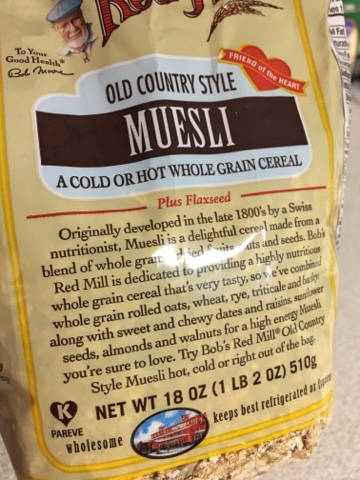 To Your
Good Health®
Bob Moore
Red
FRIEND of the HEART
OLD COUNTRY STYLE
MUESLI
A COLD OR HOT WHOLE GRAIN CEREAL
Plus Flaxseed
Originally developed in the late 1800's by a Swiss
nutritionist, Muesli is a delightful cereal made from a
blend of whole grains, dried fruits, nuts and seeds. Bob's
Red Mill is dedicated to providing a highly nutritious
whole grain cereal that's very tasty, so we've combined
whole grain rolled oats, wheat, rye, triticale and barley
along with sweet and chewy dates and raisins, sunflower
seeds, almonds and walnuts for a high energy Muesli
you're sure to love. Try Bob's Red Mill® Old Country
Style Muesli hot, cold or right out of the bag.
NET WT 18 OZ (1 LB 2 OZ) 510g
K
PAREVE
wholesome
keeps best refrigerated or